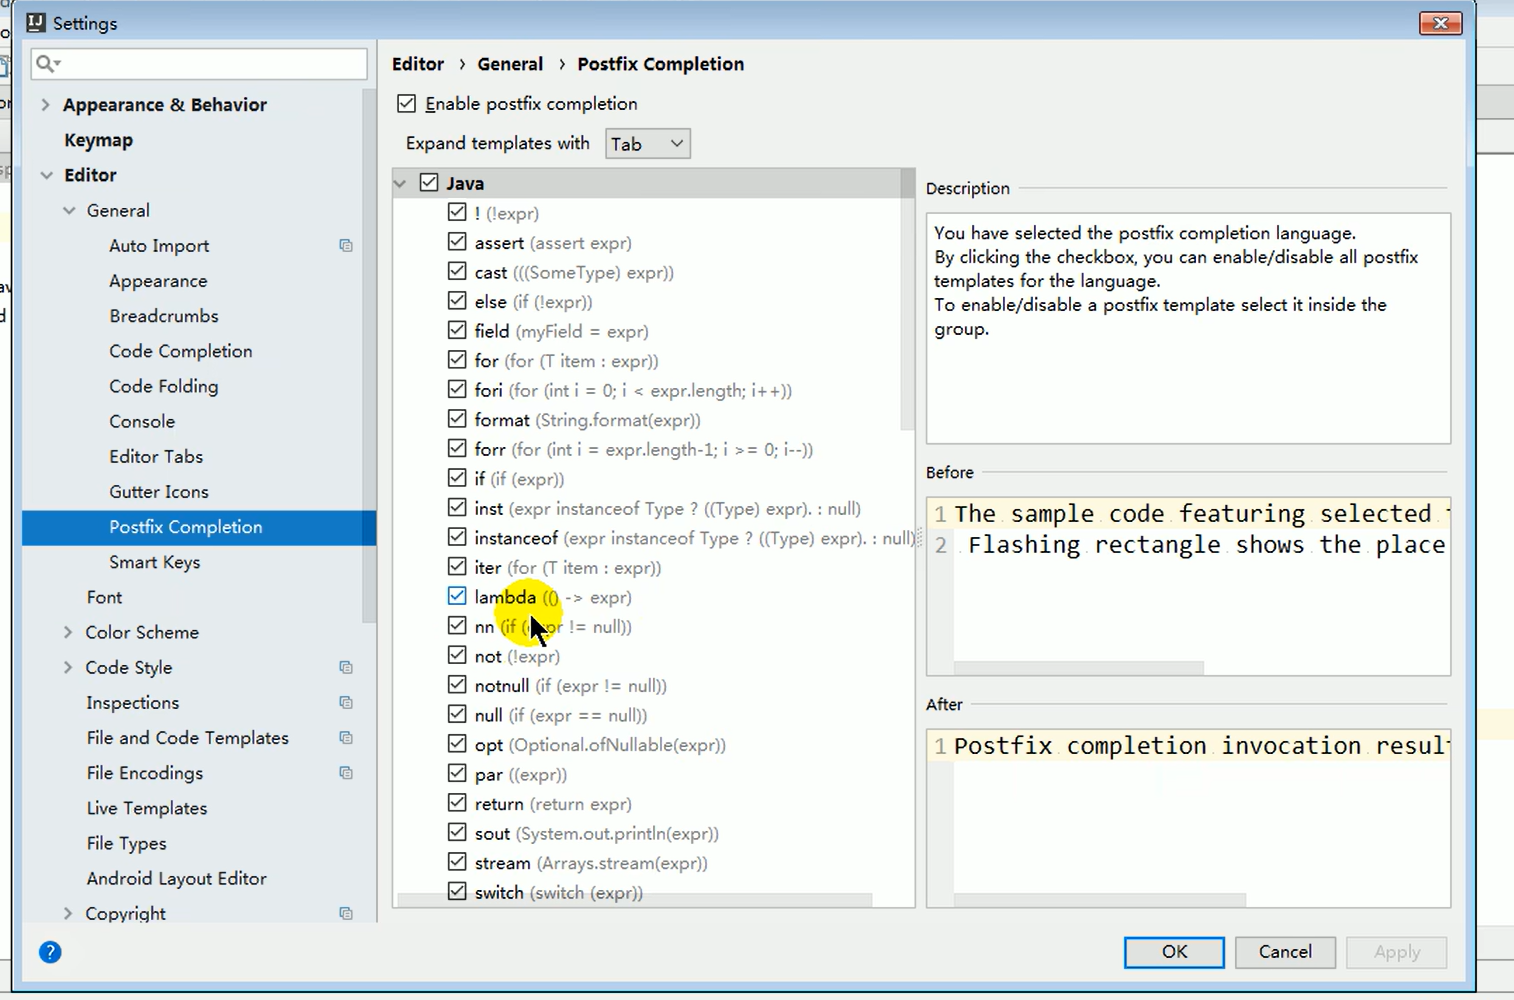 Settings
Appearance & Behavior
Keymap
Editor
General
Auto Import
Appearance
Breadcrumbs
Code Completion
Code Folding
Console
Editor Tabs
Gutter Icons
Postfix Completion
Smart Keys
Font
Color Scheme
Code Style
Inspections
File and Code Templates
File Encodings
Live Templates
File Types
Android Layout Editor
Copyright
?
Editor › General › Postfix Completion
Enable postfix completion
Expand templates with Tab
Java
! (!expr)
assert (assert expr)
cast (((SomeType) expr))
else (if (!expr))
field (myField = expr)
for (for (T item : expr))
fori (for (int i = 0; i < expr.length; i++))
format (String.format(expr))
forr (for (int i = expr.length-1; i >= 0; i--))
if (if (expr))
inst (expr instanceof Type ? ((Type) expr). : null)
instanceof (expr instanceof Type ? ((Type) expr). : null)
iter (for (T item : expr))
lambda (() -> expr)
nn (if (expr != null))
not (!expr)
notnull (if (expr != null))
null (if (expr == null))
opt (Optional.ofNullable(expr))
par ((expr))
return (return expr)
sout (System.out.println(expr))
stream (Arrays.stream(expr))
switch (switch (expr))
Description
You have selected the postfix completion language.
By clicking the checkbox, you can enable/disable all postfix
templates for the language.
To enable/disable a postfix template select it inside the
group.
Before
1 The sample code featuring selected
2 Flashing rectangle shows the place
After
1 Postfix completion invocation resul
OK Cancel Apply